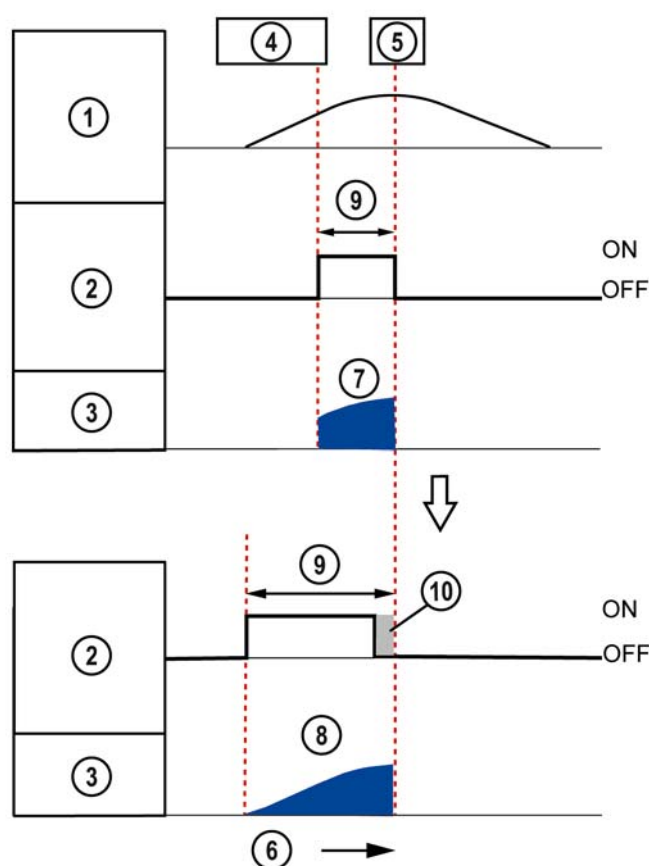 ④ ⑤
①
⑨
ON
② OFF
⑦
③
⑨ ⑩
ON
② OFF
⑧
③
⑥